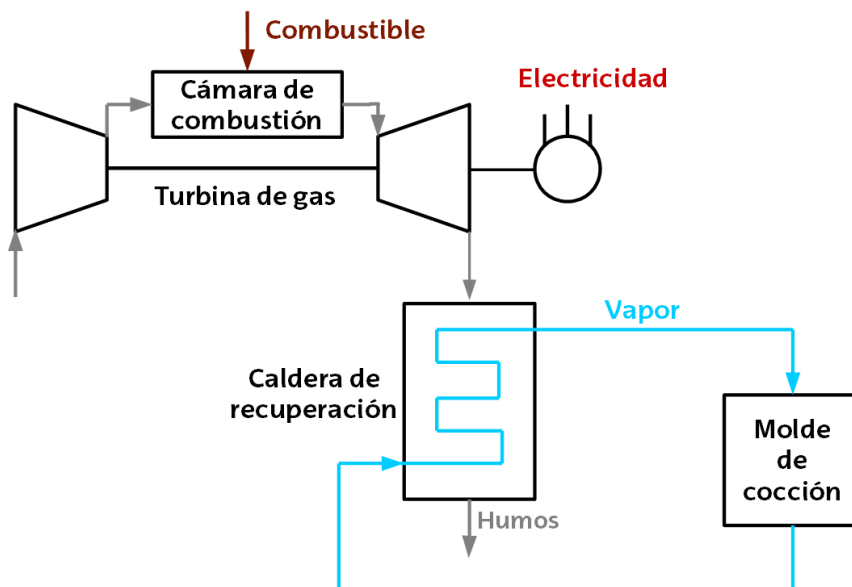 Combustible
Cámara de
combustión
Electricidad
Turbina de gas
Vapor
Caldera de
recuperación
Molde
de
cocción
Humos